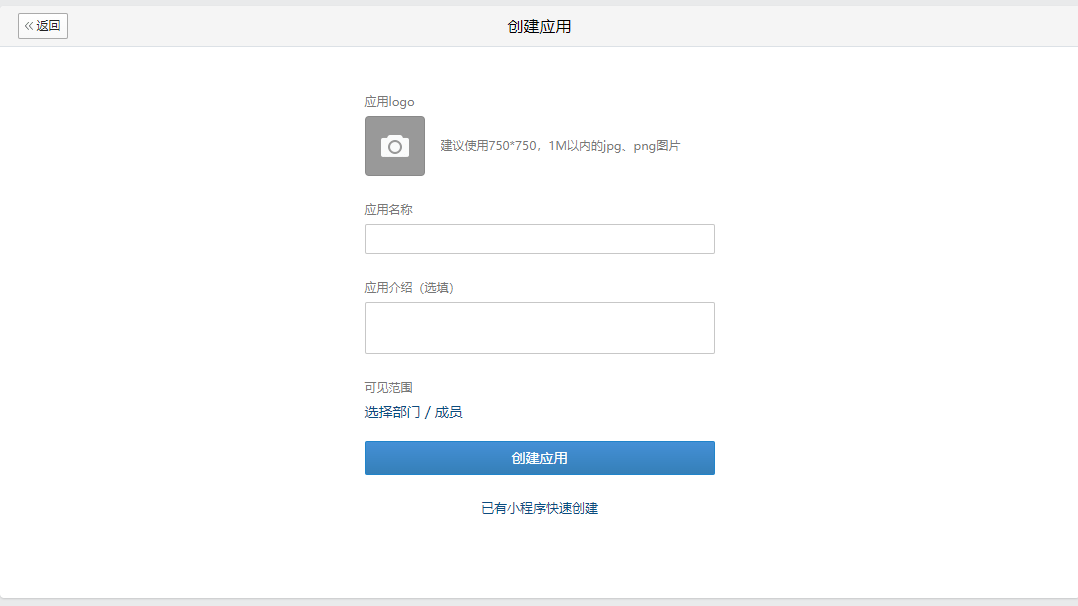 返回
创建应用
应用logo
建议使用750*750，1M以内的jpg、png图片
应用名称
应用介绍（选填）
可见范围
选择部门 / 成员
创建应用
已有小程序快速创建